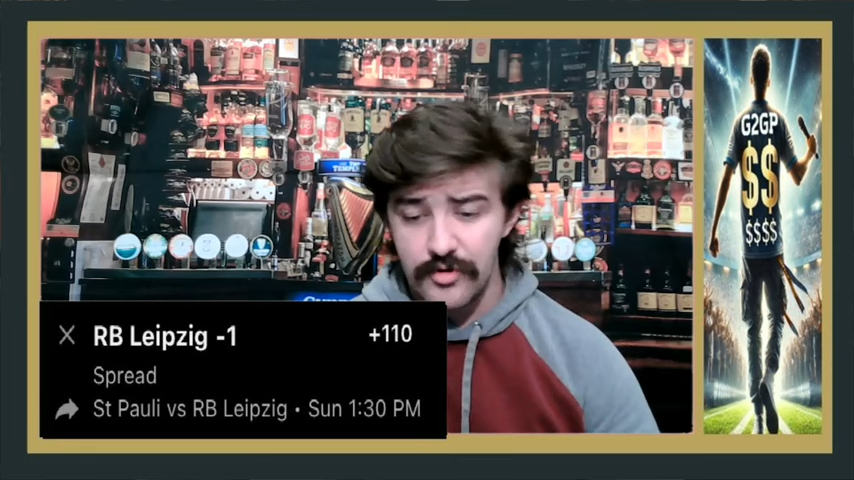 G2GP
$$
$$$$
RB Leipzig -1
+110
Spread
St Pauli vs RB Leipzig • Sun 1:30 PM